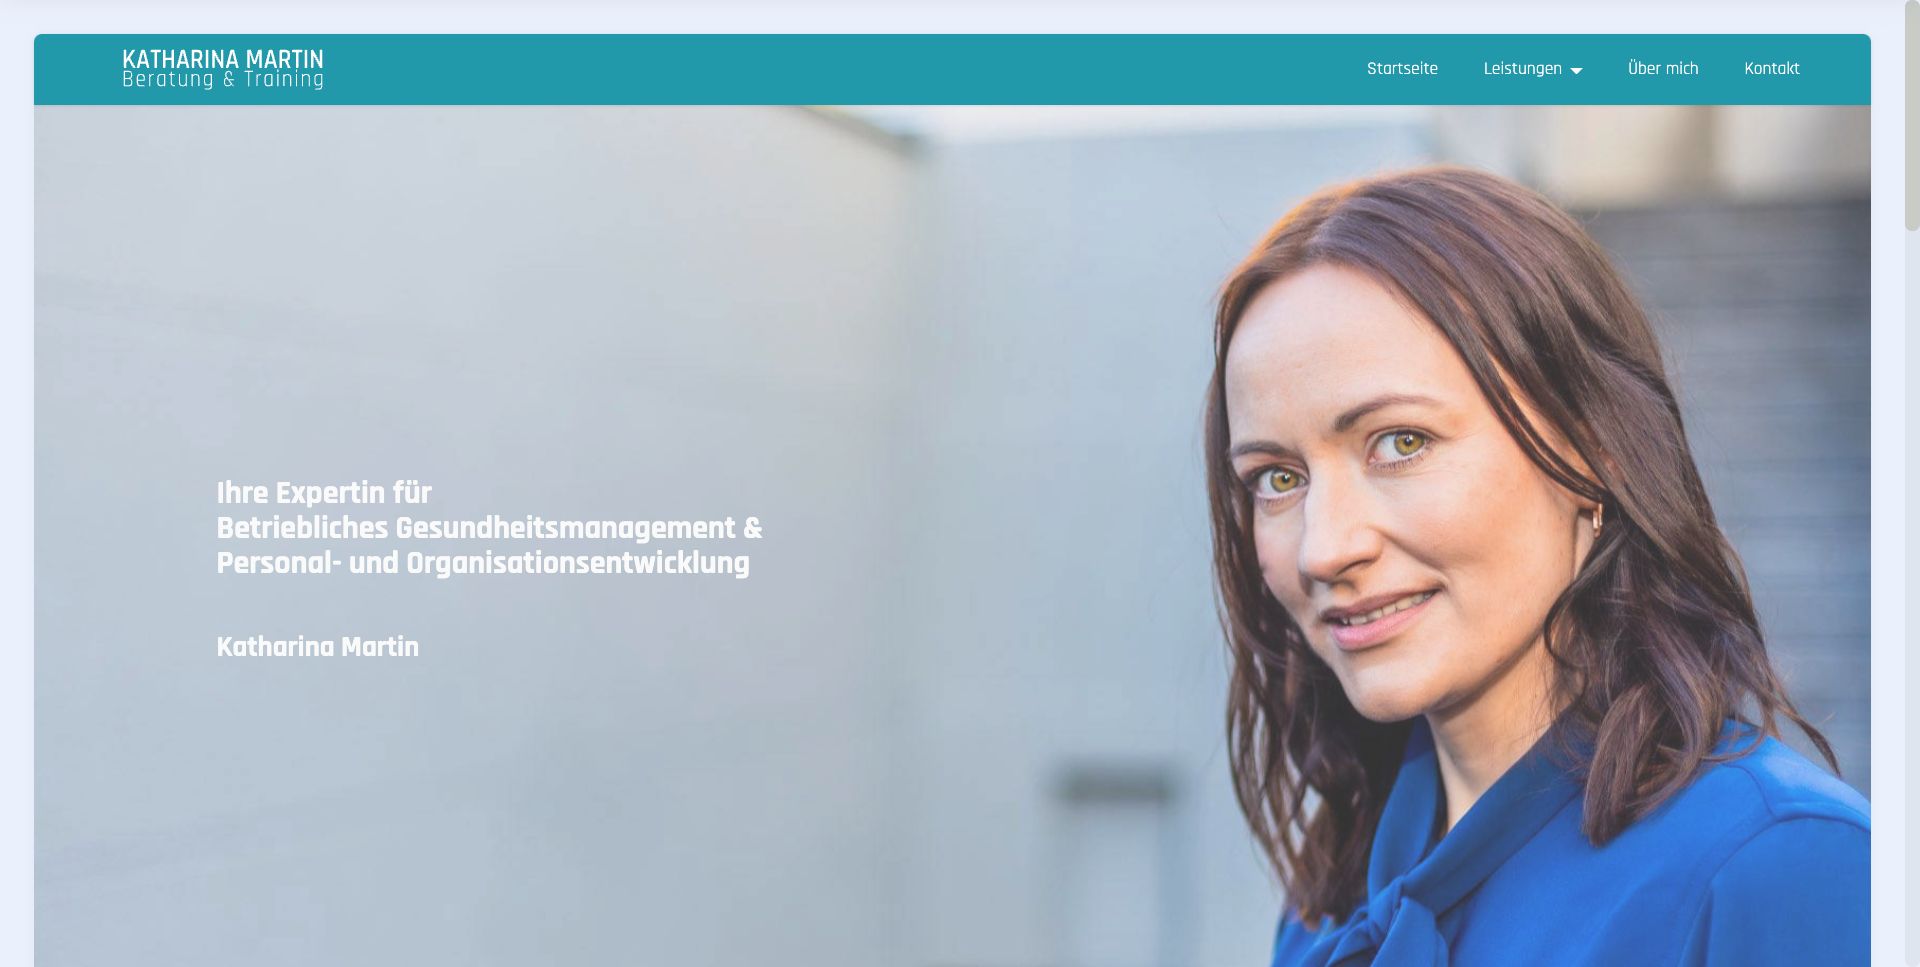 KATHARINA MARTIN
Beratung & Training
Startseite
Leistungen
Über mich
Kontakt
Ihre Expertin für
Betriebliches Gesundheitsmanagement &
Personal- und Organisationsentwicklung
Katharina Martin